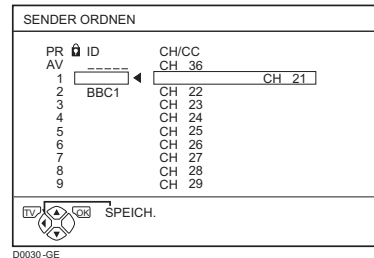 SENDER ORDNEN
PR ID CH/CC
AV _____ CH 36
1 CH 21
2 BBC1 CH 22
3 CH 23
4 CH 24
5 CH 25
6 CH 26
7 CH 27
8 CH 28
9 CH 29
TV OK SPEICH.
D0030-GE